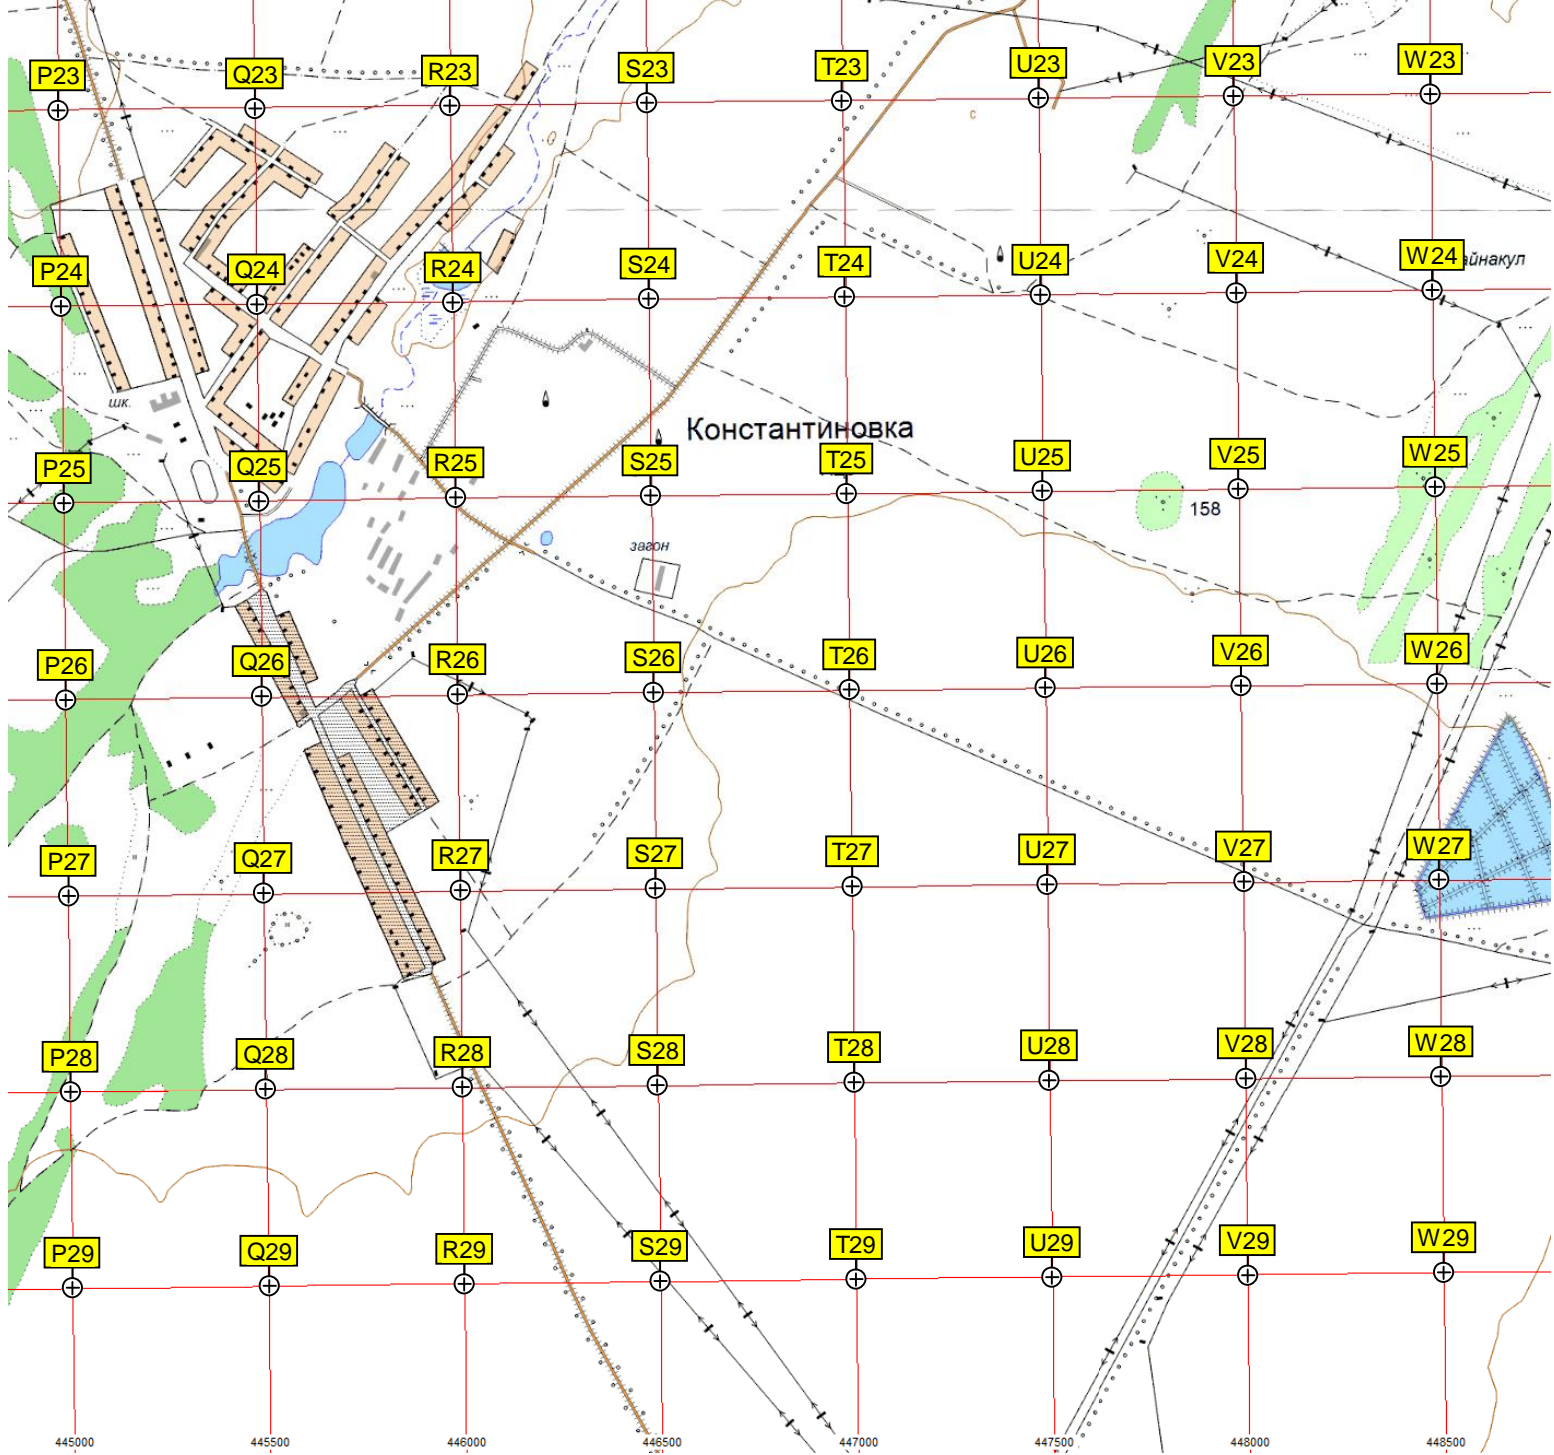 P23 Q23 R23 S23 T23 U23 V23 W23
с
P24 Q24 R24 S24 T24 U24 V24 W24 айнакул
шк.
Константиновка
P25 Q25 R25 S25 T25 U25 V25 W25
158
загон
P26 Q26 R26 S26 T26 U26 V26 W26
P27 Q27 R27 S27 T27 U27 V27 W27
P28 Q28 R28 S28 T28 U28 V28 W28
P29 Q29 R29 S29 T29 U29 V29 W29
445000 445500 446000 446500 447000 447500 448000 448500